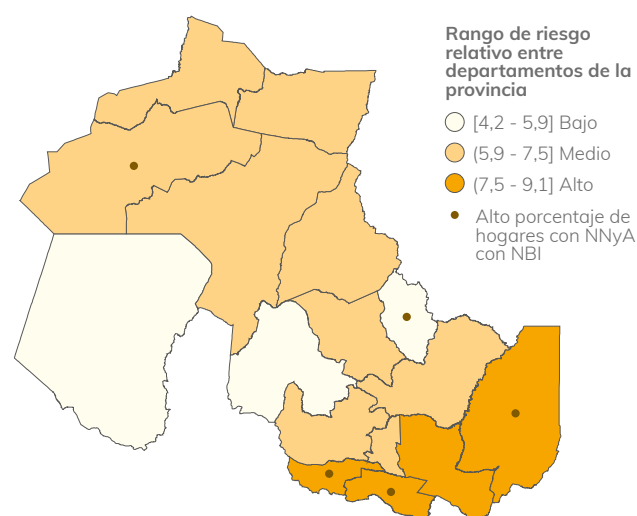 Rango de riesgo
relativo entre
departamentos de la
provincia
[4,2 - 5,9] Bajo
(5,9 - 7,5] Medio
(7,5 - 9,1] Alto
Alto porcentaje de
hogares con NNyA
con NBI